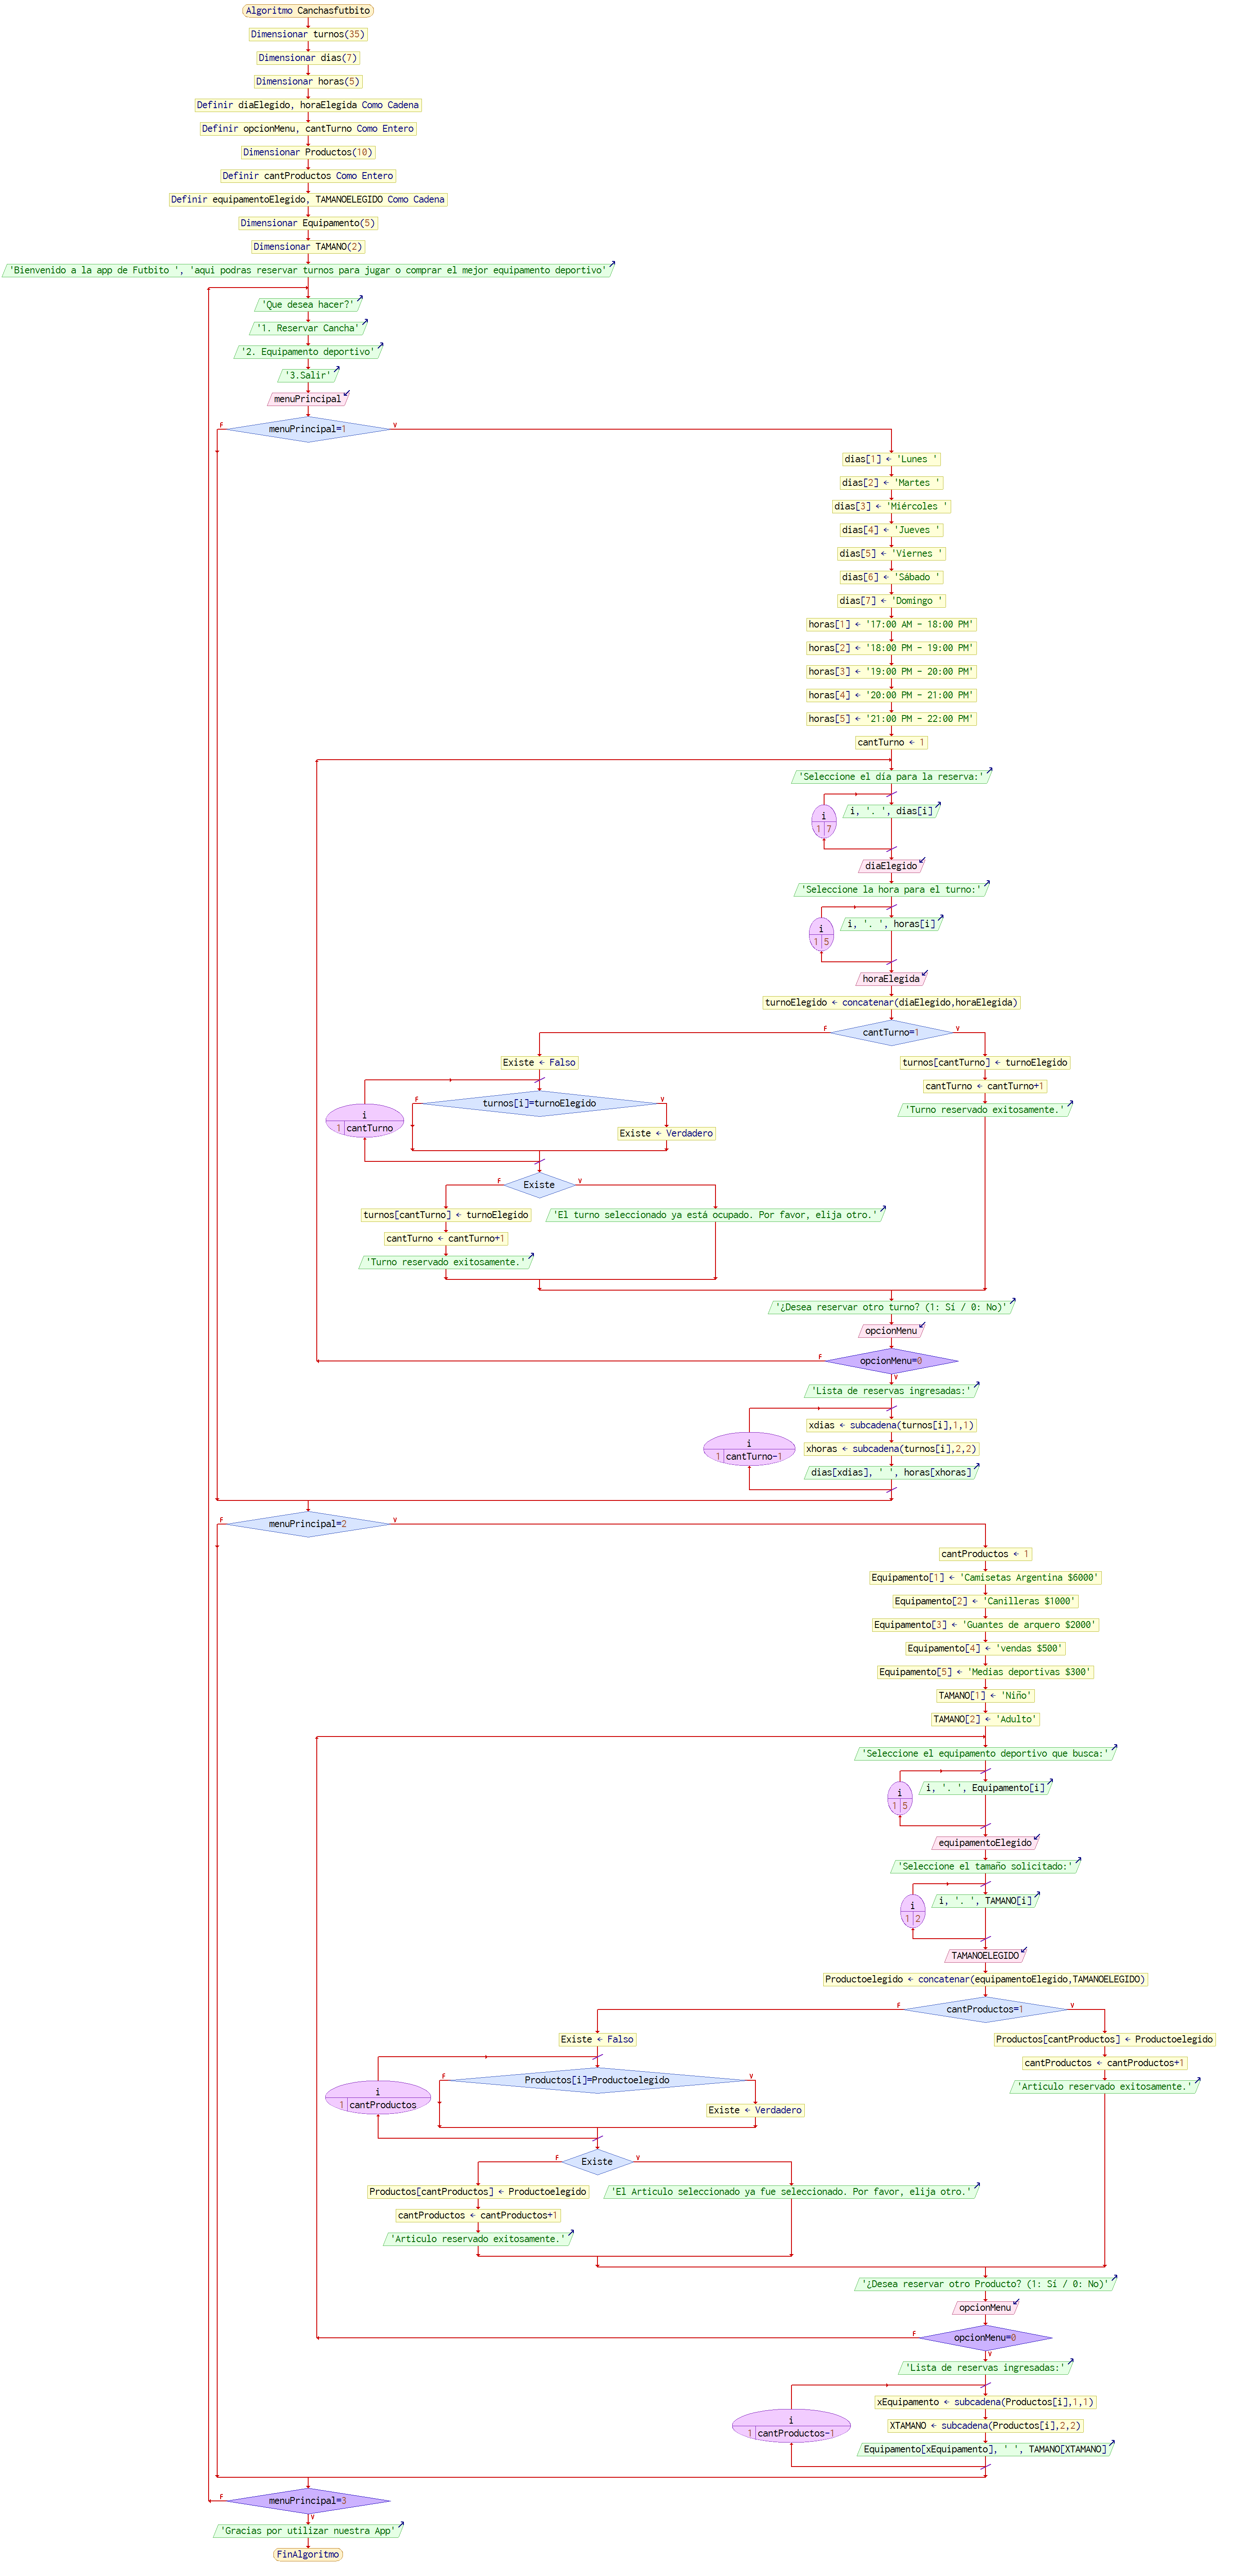 Algoritmo Canchasfutbito
Dimensionar turnos(35)
Dimensionar dias(7)
Dimensionar horas(5)
Definir diaElegido, horaElegida Como Cadena
Definir opcionMenu, cantTurno Como Entero
Dimensionar Productos(10)
Definir cantProductos Como Entero
Definir equipamentoElegido, TAMANOELEGIDO Como Cadena
Dimensionar Equipamento(5)
Dimensionar TAMANO(2)
'Bienvenido a la app de Futbito ', 'aqui podras reservar turnos para jugar o comprar el mejor equipamento deportivo'
'Que desea hacer?'
'1. Reservar Cancha'
'2. Equipamento deportivo'
'3.Salir'
menuPrincipal
F menuPrincipal=1 V
dias[1] ← 'Lunes '
dias[2] ← 'Martes '
dias[3] ← 'Miércoles '
dias[4] ← 'Jueves '
dias[5] ← 'Viernes '
dias[6] ← 'Sábado '
dias[7] ← 'Domingo '
horas[1] ← '17:00 AM – 18:00 PM'
horas[2] ← '18:00 PM – 19:00 PM'
horas[3] ← '19:00 PM – 20:00 PM'
horas[4] ← '20:00 PM – 21:00 PM'
horas[5] ← '21:00 PM – 22:00 PM'
cantTurno ← 1
'Seleccione el día para la reserva:'
i, '. ', dias[i]
i
1 7
diaElegido
'Seleccione la hora para el turno:'
i, '. ', horas[i]
i
1 5
horaElegida
turnoElegido ← concatenar(diaElegido,horaElegida)
F cantTurno=1 V
Existe ← Falso
turnos[cantTurno] ← turnoElegido
cantTurno ← cantTurno+1
F turnos[i]=turnoElegido V
'Turno reservado exitosamente.'
i
1 cantTurno
Existe ← Verdadero
F Existe V
turnos[cantTurno] ← turnoElegido
'El turno seleccionado ya está ocupado. Por favor, elija otro.'
cantTurno ← cantTurno+1
'Turno reservado exitosamente.'
'¿Desea reservar otro turno? (1: Sí / 0: No)'
opcionMenu
F opcionMenu=0
V
'Lista de reservas ingresadas:'
xdias ← subcadena(turnos[i],1,1)
i
1 cantTurno-1
xhoras ← subcadena(turnos[i],2,2)
dias[xdias], ' ', horas[xhoras]
F menuPrincipal=2 V
cantProductos ← 1
Equipamento[1] ← 'Camisetas Argentina $6000'
Equipamento[2] ← 'Canilleras $1000'
Equipamento[3] ← 'Guantes de arquero $2000'
Equipamento[4] ← 'vendas $500'
Equipamento[5] ← 'Medias deportivas $300'
TAMANO[1] ← 'Niño'
TAMANO[2] ← 'Adulto'
'Seleccione el equipamento deportivo que busca:'
i, '. ', Equipamento[i]
i
1 5
equipamentoElegido
'Seleccione el tamaño solicitado:'
i, '. ', TAMANO[i]
i
1 2
TAMANOELEGIDO
Productoelegido ← concatenar(equipamentoElegido,TAMANOELEGIDO)
F cantProductos=1 V
Existe ← Falso
Productos[cantProductos] ← Productoelegido
cantProductos ← cantProductos+1
F Productos[i]=Productoelegido V
'Articulo reservado exitosamente.'
i
1 cantProductos
Existe ← Verdadero
F Existe V
Productos[cantProductos] ← Productoelegido
'El Articulo seleccionado ya fue seleccionado. Por favor, elija otro.'
cantProductos ← cantProductos+1
'Articulo reservado exitosamente.'
'¿Desea reservar otro Producto? (1: Sí / 0: No)'
opcionMenu
F opcionMenu=0
V
'Lista de reservas ingresadas:'
xEquipamento ← subcadena(Productos[i],1,1)
i
1 cantProductos-1
XTAMANO ← subcadena(Productos[i],2,2)
Equipamento[xEquipamento], ' ', TAMANO[XTAMANO]
F menuPrincipal=3
V
'Gracias por utilizar nuestra App'
FinAlgoritmo